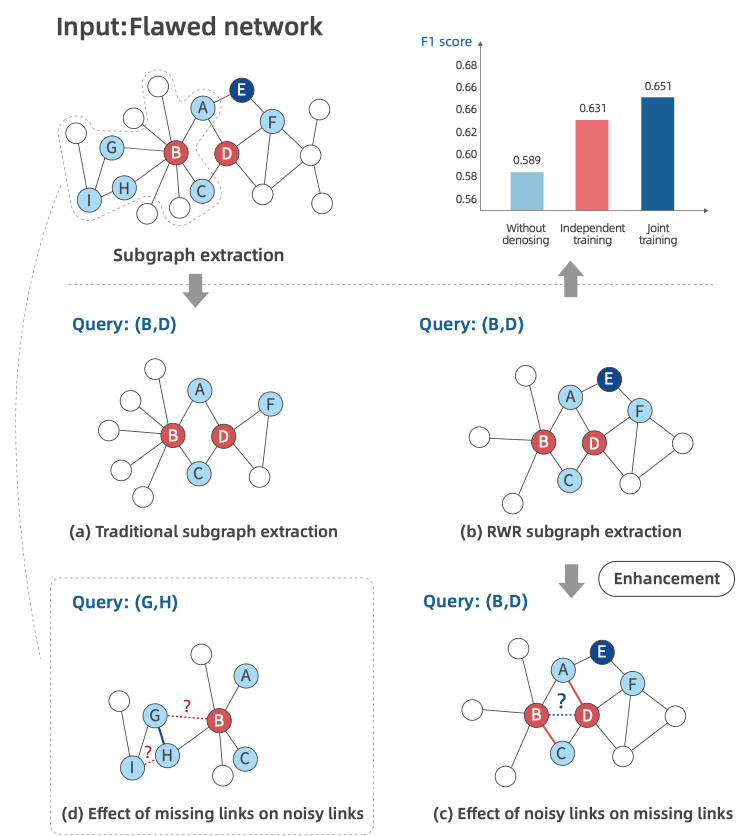 Input:Flawed network
A
E
F
G
B
D
H
C
I
Subgraph extraction
F1 score
0.68
0.66
0.62
0.60
0.58
0.56
0.589
0.631
0.651
Without
denosing
Independent
training
Joint
training
Query: (B,D)
A
F
B
D
C
(a) Traditional subgraph extraction
Query: (B,D)
E
A
F
B
D
C
(b) RWR subgraph extraction
Enhancement
Query: (G,H)
A
G
?
B
?
H
I
C
(d) Effect of missing links on noisy links
Query: (B,D)
E
A
F
?
B
D
C
(c) Effect of noisy links on missing links